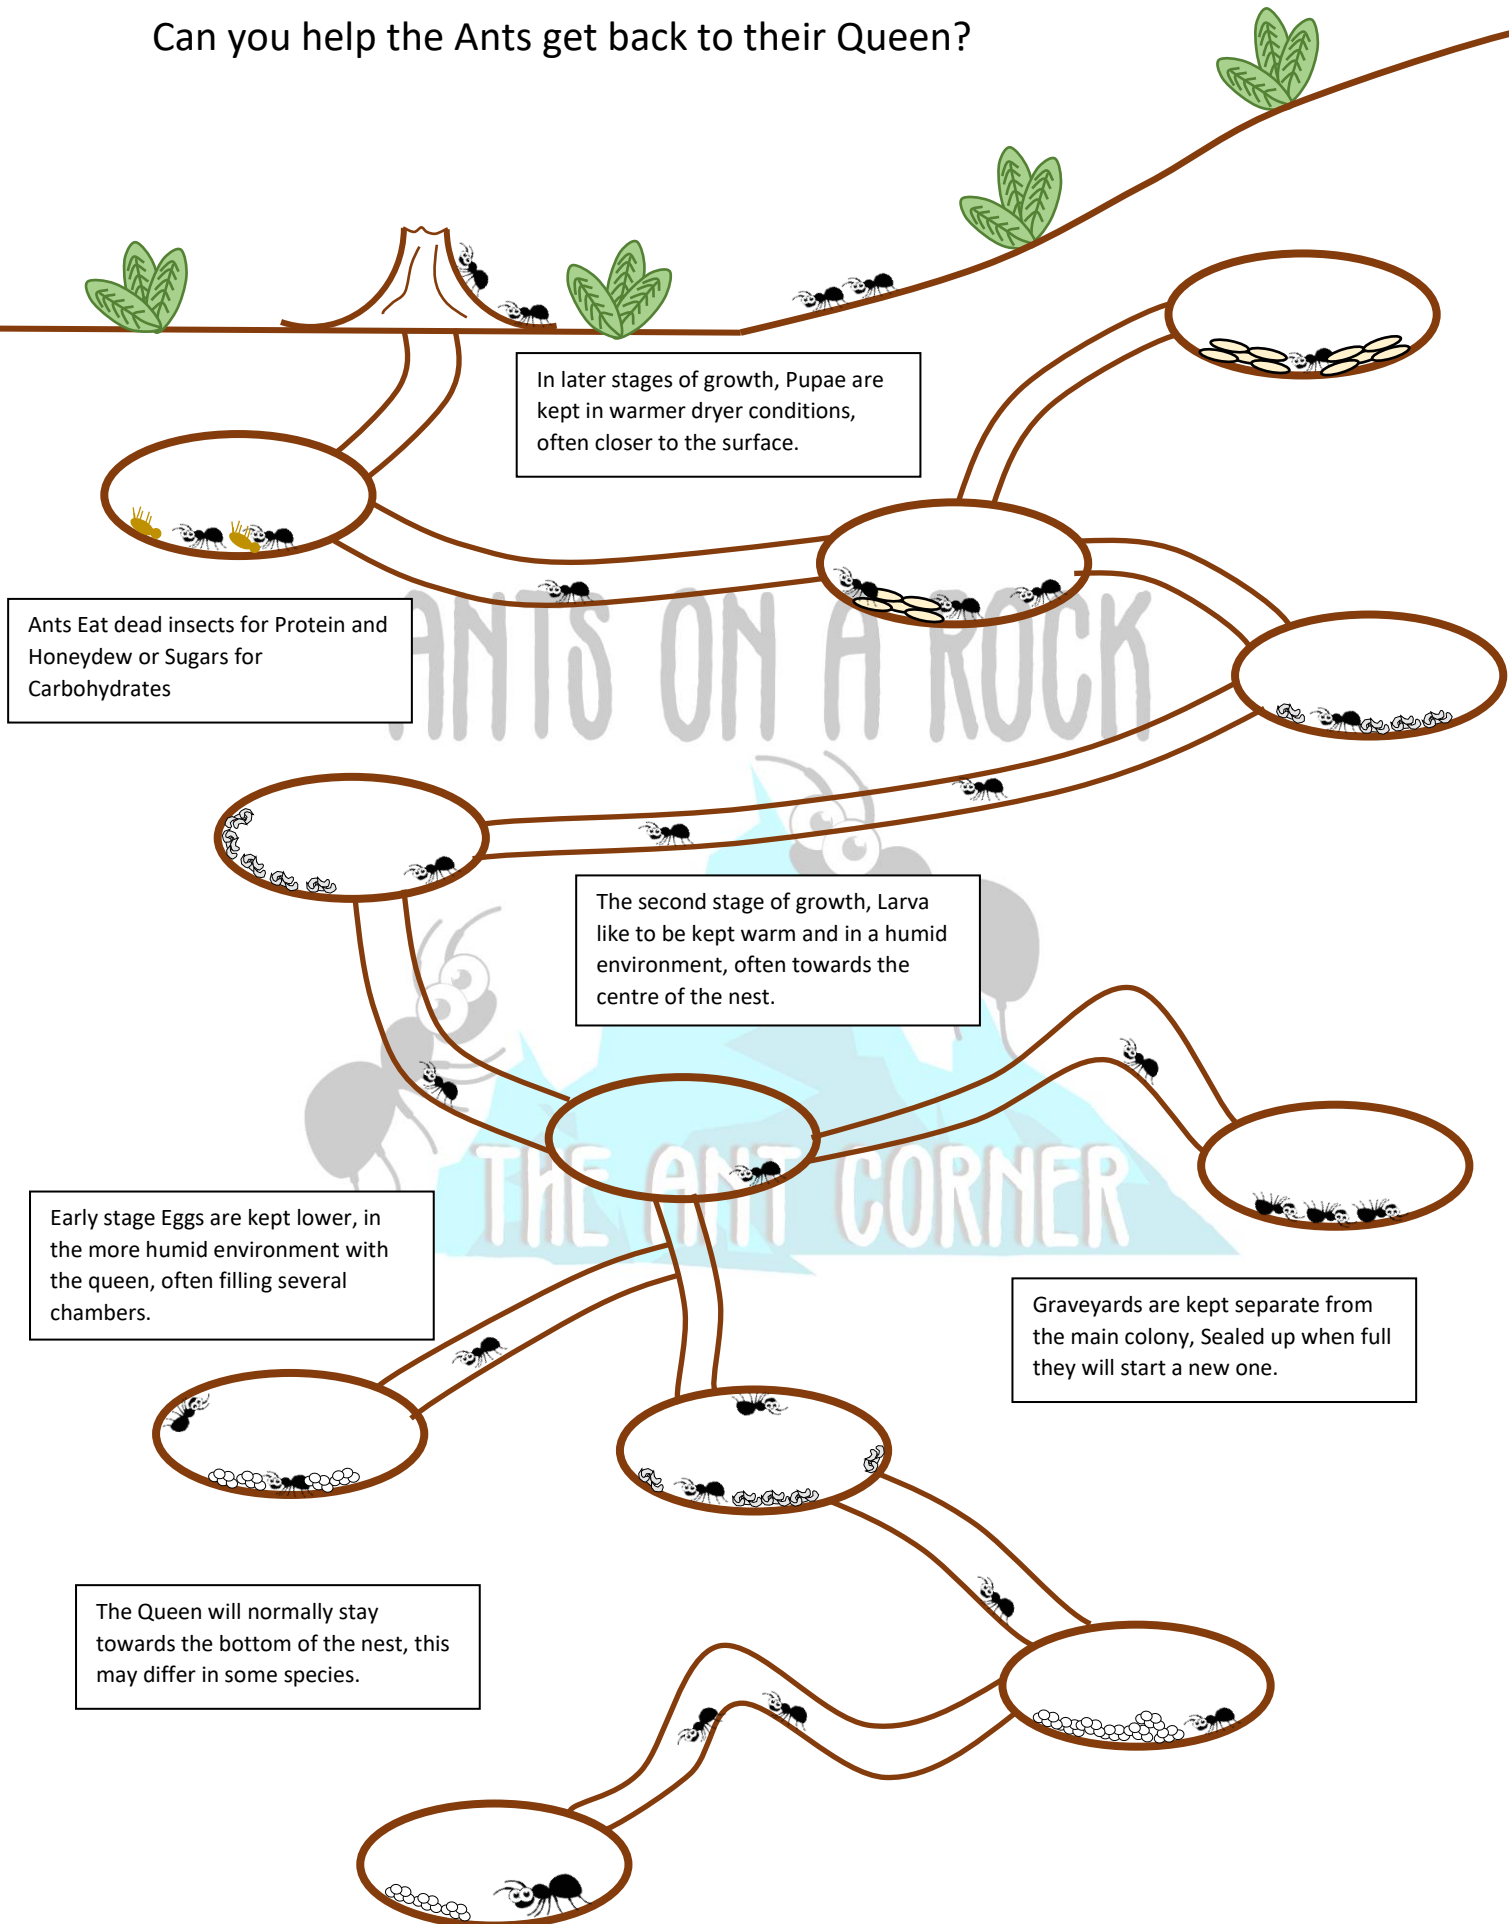 Can you help the Ants get back to their Queen?
In later stages of growth, Pupae are
kept in warmer dryer conditions,
often closer to the surface.
Ants Eat dead insects for Protein and
Honeydew or Sugars for
Carbohydrates
ANTS ON A ROCK
The second stage of growth, Larva
like to be kept warm and in a humid
environment, often towards the
centre of the nest.
THE ANT CORNER
Early stage Eggs are kept lower, in
the more humid environment with
the queen, often filling several
chambers.
Graveyards are kept separate from
the main colony, Sealed up when full
they will start a new one.
The Queen will normally stay
towards the bottom of the nest, this
may differ in some species.